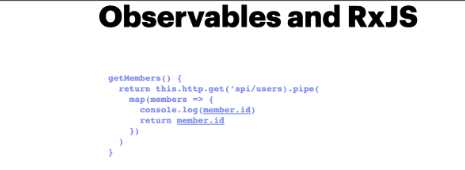 Observables and RxJS
getMembers() {
return this.http.get('api/users).pipe(
map(members => {
console.log(member.id)
return member.id
})
)
}